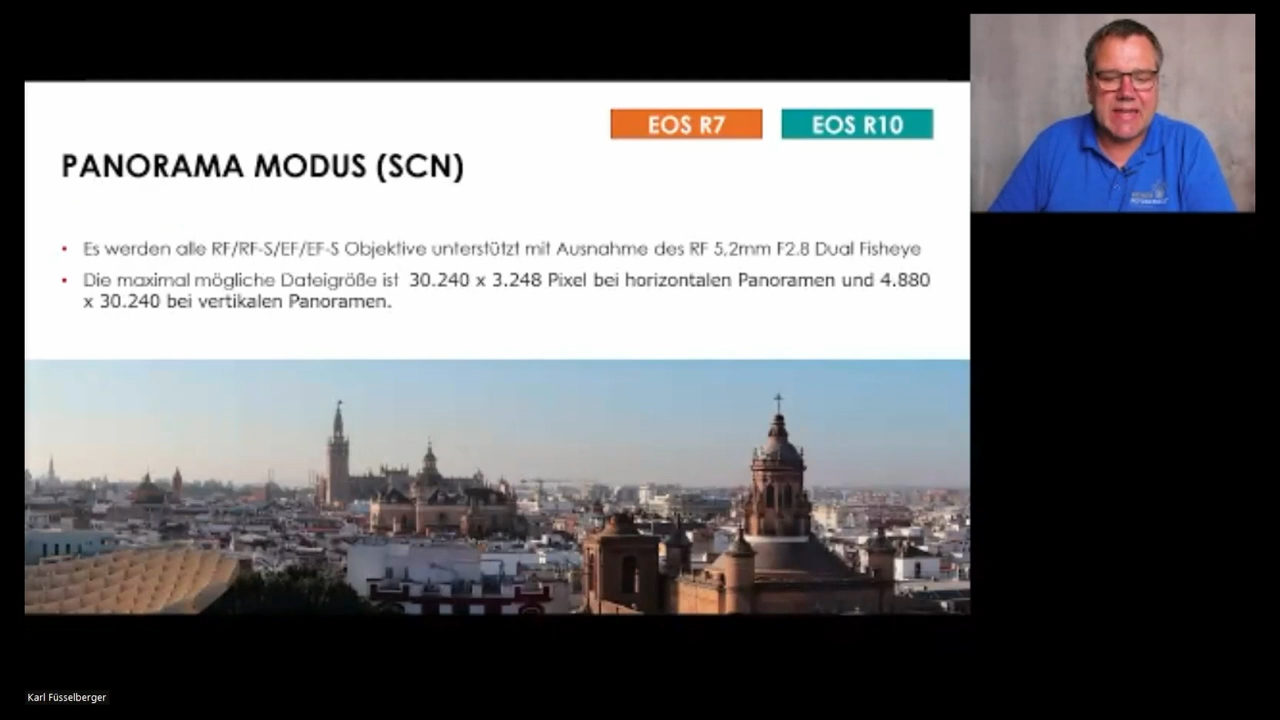 EOS R7
EOS R10
PANORAMA MODUS (SCN)
• Es werden alle RF/RF-S/EF/EF-S Objektive unterstützt mit Ausnahme des RF 5,2mm F2.8 Dual Fisheye
• Die maximal mögliche Dateigröße ist 30.240 x 3.248 Pixel bei horizontalen Panoramen und 4.880
x 30.240 bei vertikalen Panoramen.
Karl Füsselberger